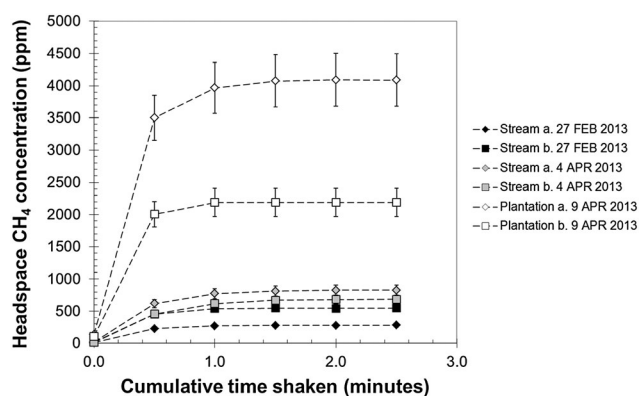 Headspace CH4 concentration (ppm)
5000
4500
4000
3500
3000
2500
2000
1500
1000
500
0
0.0 1.0 2.0 3.0
Cumulative time shaken (minutes)
Stream a. 27 FEB 2013
Stream b. 27 FEB 2013
Stream a. 4 APR 2013
Stream b. 4 APR 2013
Plantation a. 9 APR 2013
Plantation b. 9 APR 2013